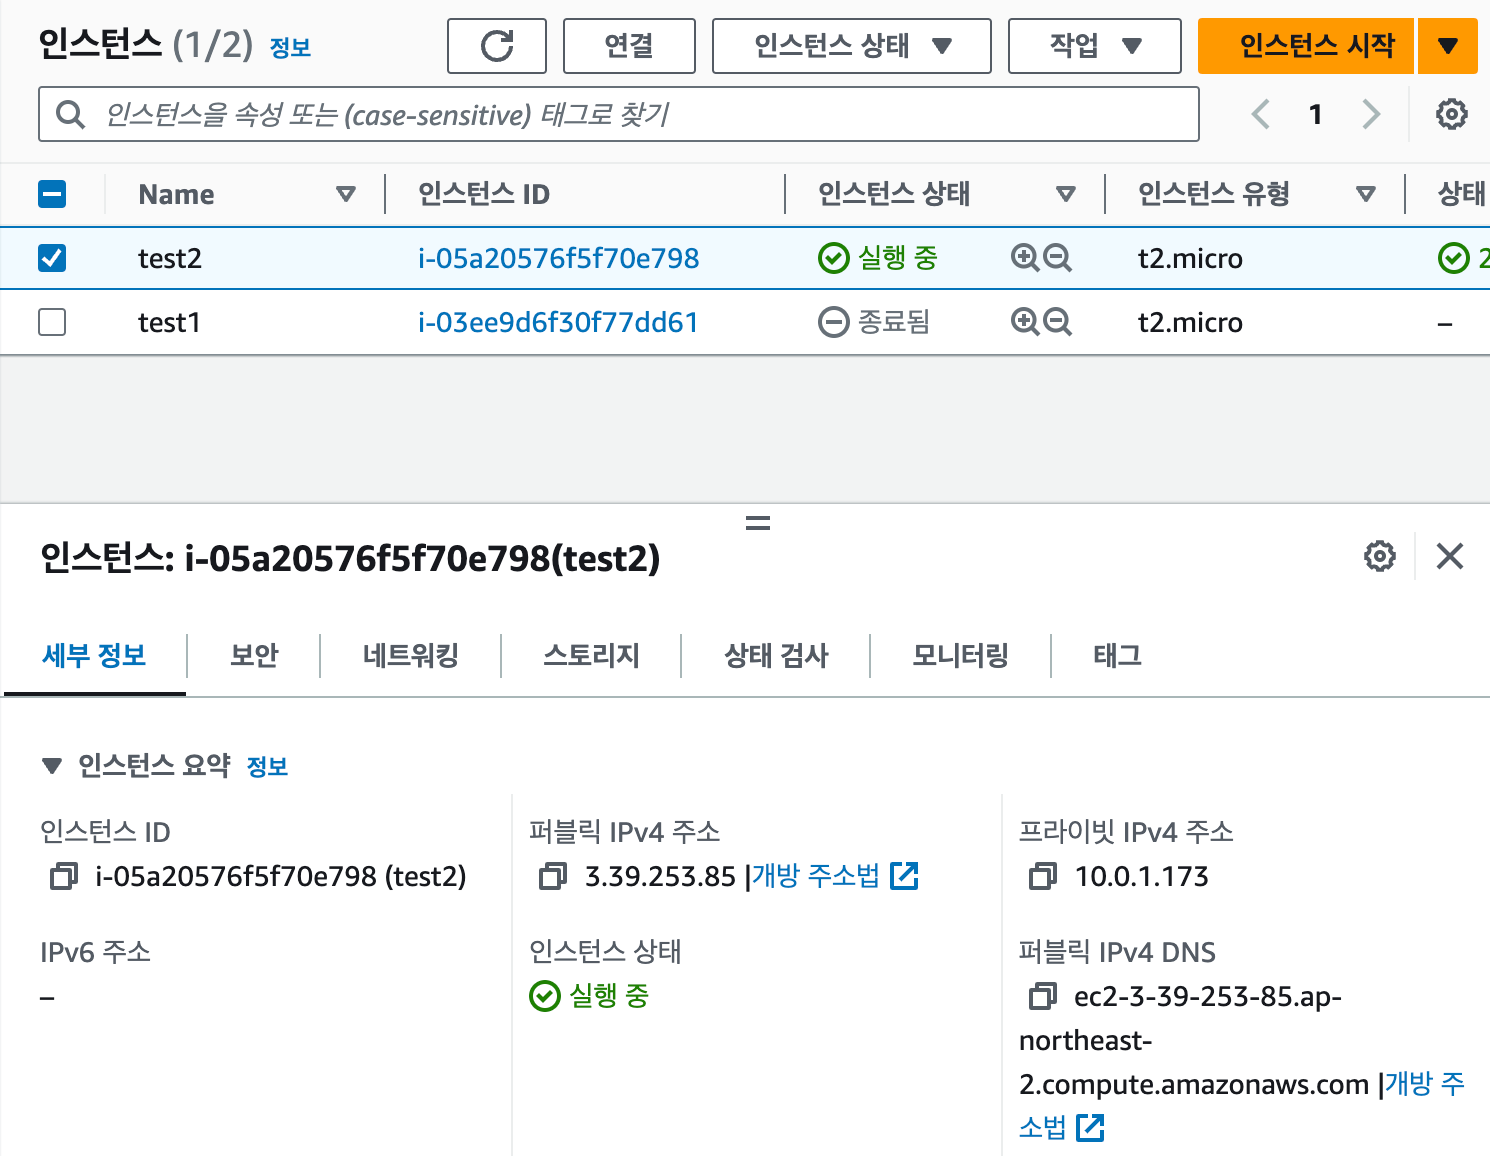 인스턴스 (1/2) 정보
연결
인스턴스 상태
작업
인스턴스 시작
인스턴스을 속성 또는 (case-sensitive) 태그로 찾기
1
Name 인스턴스 ID 인스턴스 상태 인스턴스 유형 상태
test2 i-05a20576f5f70e798 실행 중 t2.micro 2
test1 i-03ee9d6f30f77dd61 종료됨 t2.micro –
인스턴스: i-05a20576f5f70e798(test2)
세부 정보 보안 네트워킹 스토리지 상태 검사 모니터링 태그
인스턴스 요약 정보
인스턴스 ID
i-05a20576f5f70e798 (test2)
퍼블릭 IPv4 주소
3.39.253.85 |개방 주소법
프라이빗 IPv4 주소
10.0.1.173
IPv6 주소
–
인스턴스 상태
실행 중
퍼블릭 IPv4 DNS
ec2-3-39-253-85.ap-
northeast-
2.compute.amazonaws.com |개방 주
소법